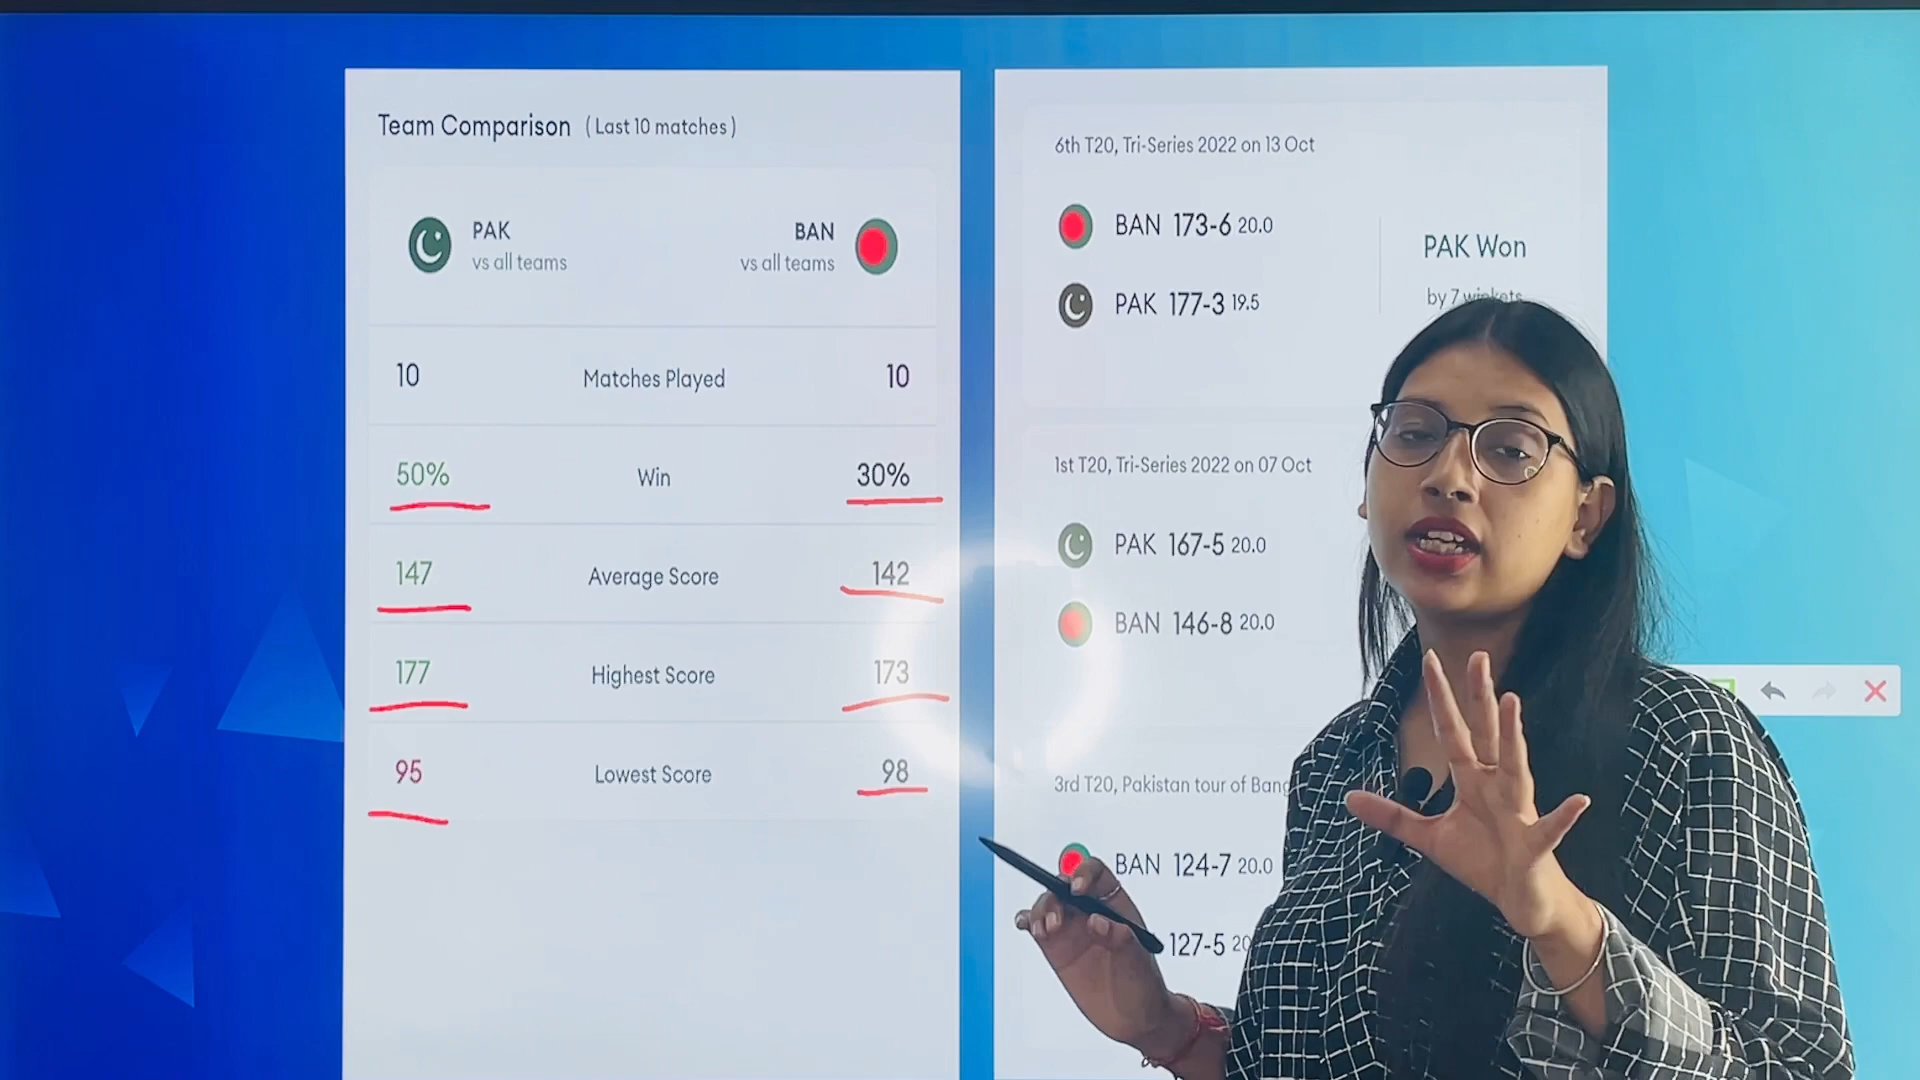 Team Comparison (Last 10 matches)
PAK
vs all teams
BAN
vs all teams
10 Matches Played 10
50% Win 30%
147 Average Score 142
177 Highest Score 173
95 Lowest Score 98
6th T20, Tri-Series 2022 on 13 Oct
BAN 173-6 20.0
PAK 177-3 19.5
PAK Won
by 7 wickets
1st T20, Tri-Series 2022 on 07 Oct
PAK 167-5 20.0
BAN 146-8 20.0
3rd T20, Pakistan tour of
BAN 124-7 20.0
127-5